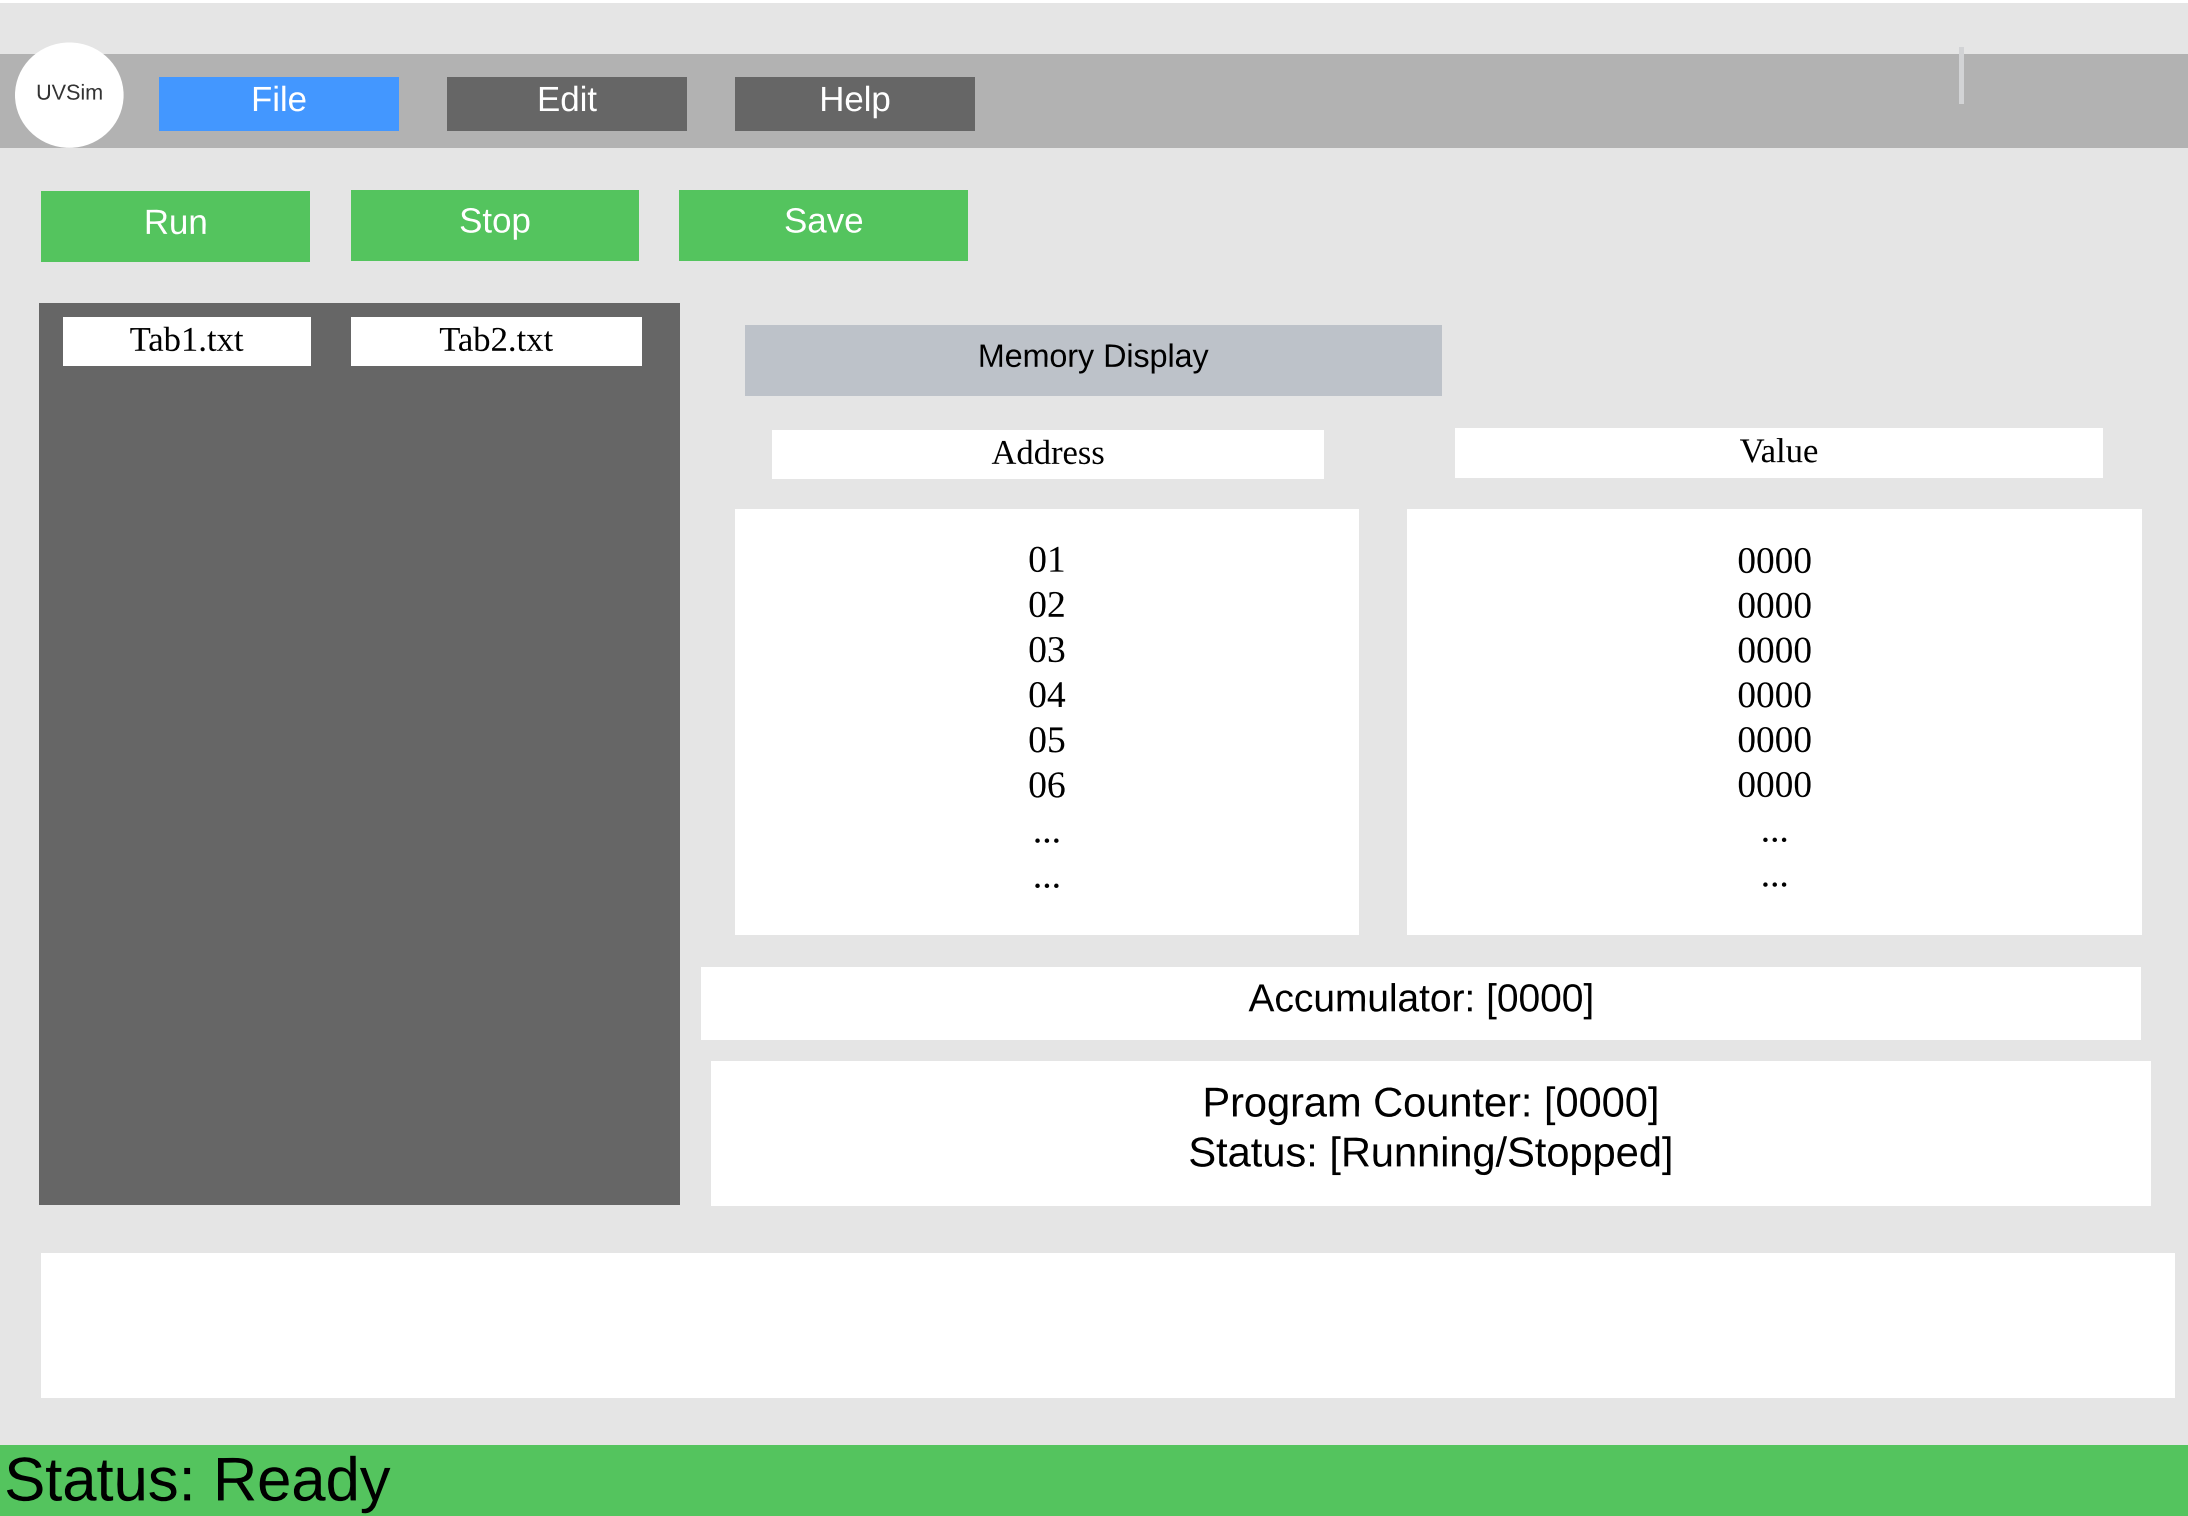 UVSim
File
Edit
Help
Run
Stop
Save
Tab1.txt
Tab2.txt
Memory Display
Address
Value
01
02
03
04
05
06
...
...
0000
0000
0000
0000
0000
0000
...
...
Accumulator: [0000]
Program Counter: [0000]
Status: [Running/Stopped]
Status: Ready